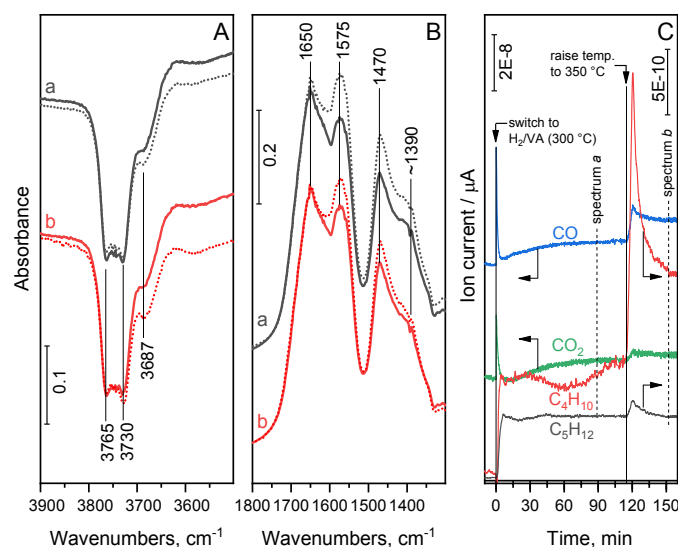 A
a
b
3687
3765
3730
0.1
Absorbance
3900 3800 3700 3600
Wavenumbers, cm⁻¹
B
1650
1575
1470
~1390
0.2
a
b
1800 1700 1600 1500 1400
Wavenumbers, cm⁻¹
C
2E-8
raise temp.
to 350 °C
5E-10
switch to
H₂/VA (300 °C)
spectrum a
spectrum b
CO
CO₂
C₄H₁₀
C₅H₁₂
Ion current / μA
0 30 60 90 120 150
Time, min